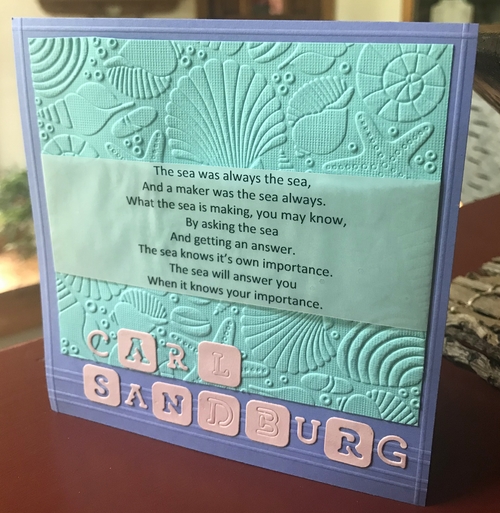 The sea was always the sea,
And a maker was the sea always.
What the sea is making, you may know,
By asking the sea
And getting an answer.
The sea knows it's own importance.
The sea will answer you
When it knows your importance.
CARL
SANDBURG